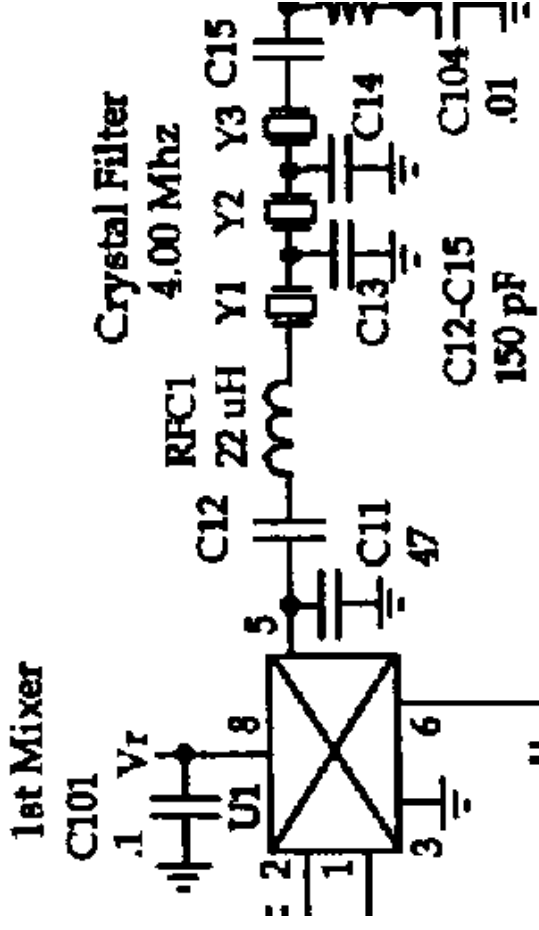 Crystal Filter
4.00 Mhz
Y1
Y2
Y3
C15
C14
C13
C104
.01
C12-C15
150 pF
RFC1
22 uH
C12
C11
47
5
1st Mixer
C101
.1
Vr
8
U1
2
1
3
6